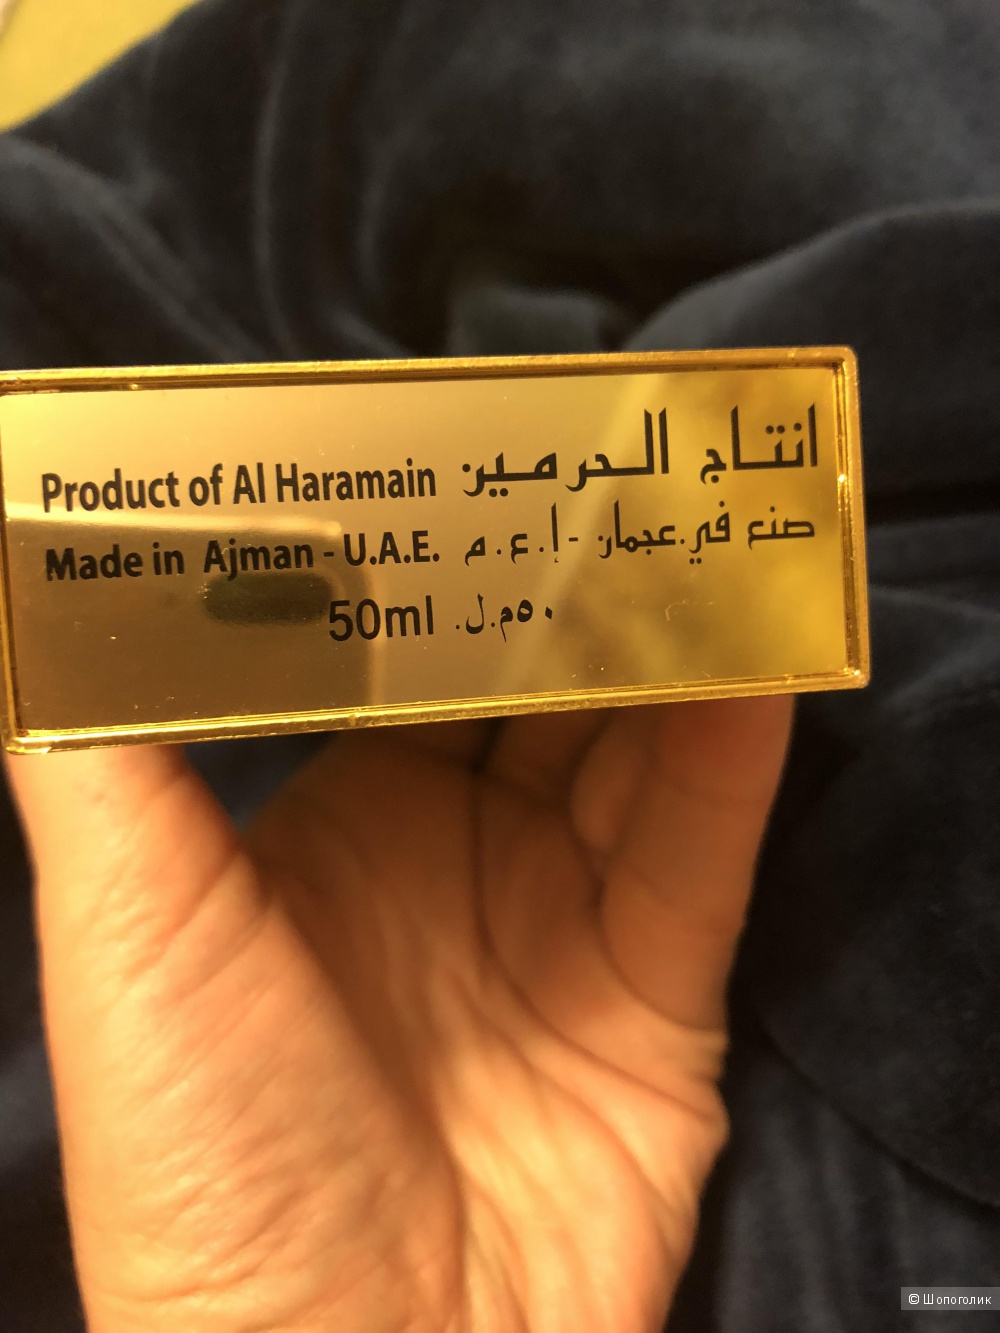 Product of Al Haramain انتاج الحرمين
Made in Ajman - U.A.E. صنع في.عجمان - إ.ع.م
50ml ٥٠م.ل.
© Шопоголик